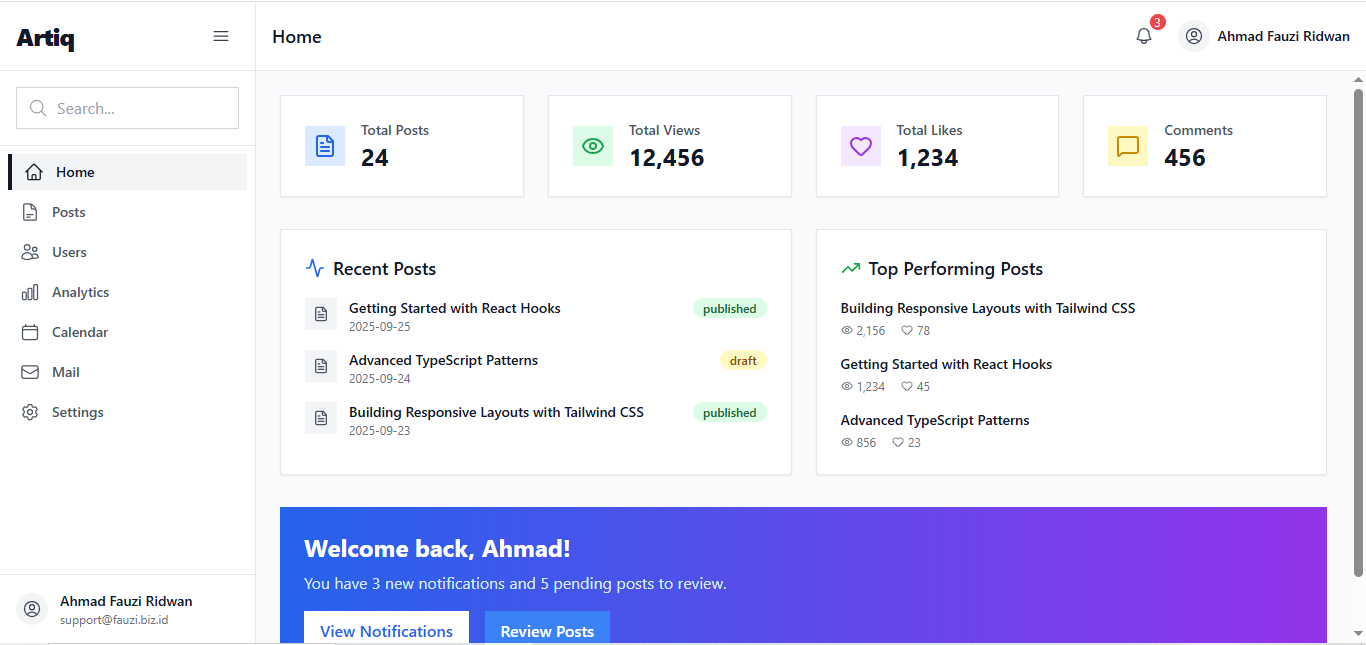 Artiq
Home
3
Ahmad Fauzi Ridwan
Search...
Home
Posts
Users
Analytics
Calendar
Mail
Settings
Ahmad Fauzi Ridwan
support@fauzi.biz.id
Total Posts
24
Total Views
12,456
Total Likes
1,234
Comments
456
Recent Posts
Getting Started with React Hooks
published
2025-09-25
Advanced TypeScript Patterns
draft
2025-09-24
Building Responsive Layouts with Tailwind CSS
published
2025-09-23
Top Performing Posts
Building Responsive Layouts with Tailwind CSS
2,156 78
Getting Started with React Hooks
1,234 45
Advanced TypeScript Patterns
856 23
Welcome back, Ahmad!
You have 3 new notifications and 5 pending posts to review.
View Notifications
Review Posts